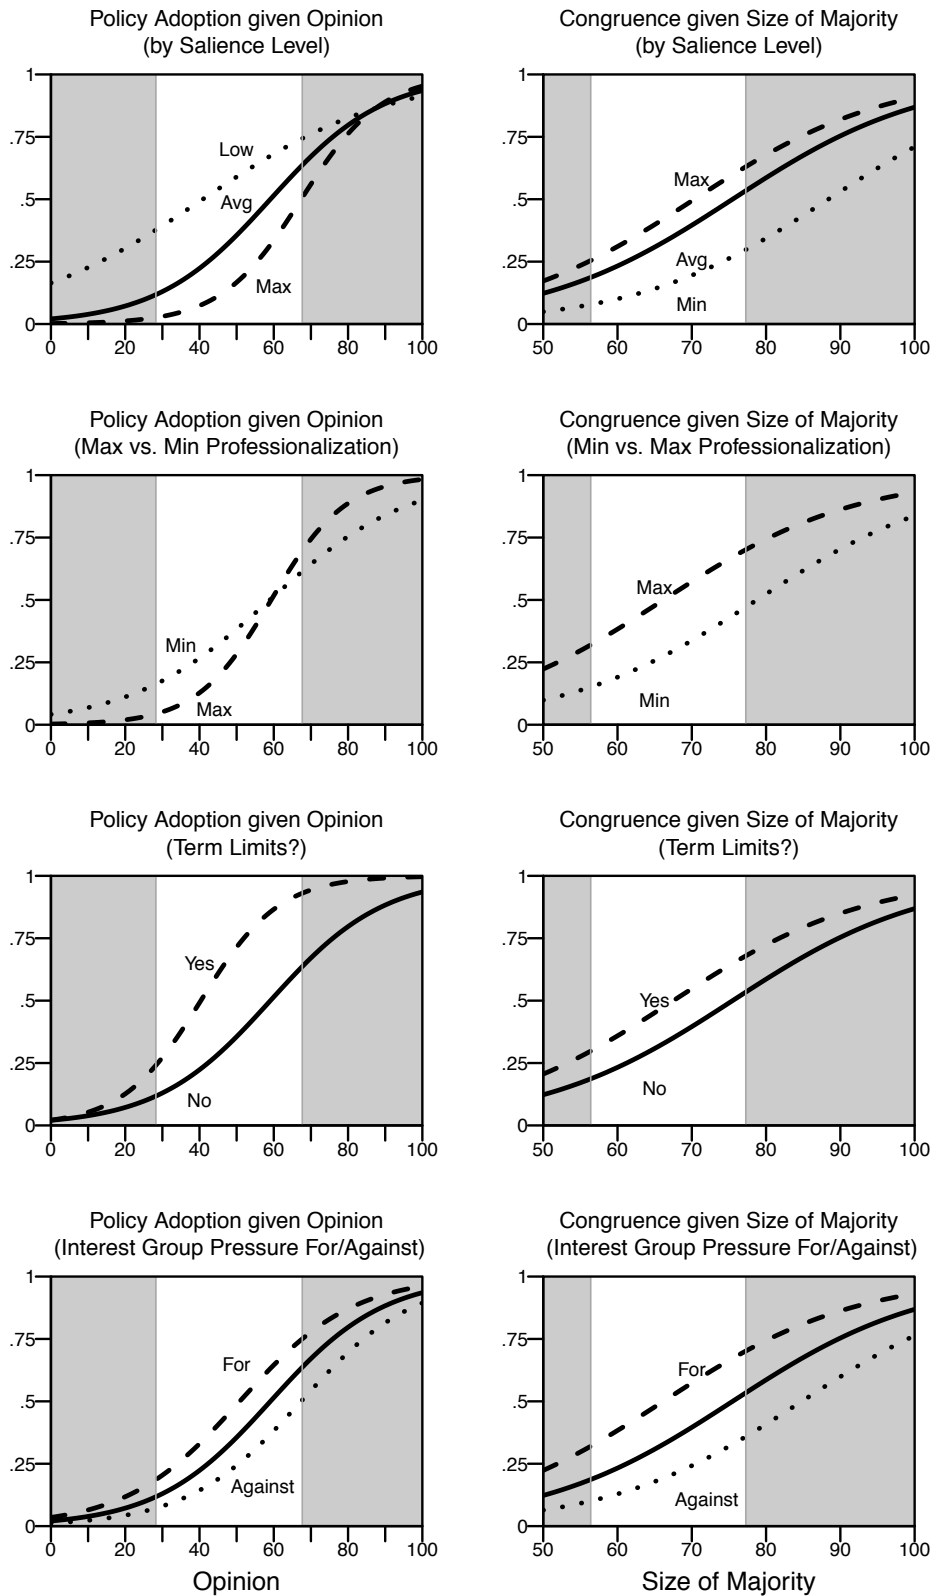 Policy Adoption given Opinion
(by Salience Level)
1
.75
.5
.25
0
Low
Avg
Max
0 20 40 60 80 100
Congruence given Size of Majority
(by Salience Level)
1
.75
.5
.25
0
Max
Avg
Min
50 60 70 80 90 100
Policy Adoption given Opinion
(Max vs. Min Professionalization)
1
.75
.5
.25
0
Min
Max
0 20 40 60 80 100
Congruence given Size of Majority
(Min vs. Max Professionalization)
1
.75
.5
.25
0
Max
Min
50 60 70 80 90 100
Policy Adoption given Opinion
(Term Limits?)
1
.75
.5
.25
0
Yes
No
0 20 40 60 80 100
Congruence given Size of Majority
(Term Limits?)
1
.75
.5
.25
0
Yes
No
50 60 70 80 90 100
Policy Adoption given Opinion
(Interest Group Pressure For/Against)
1
.75
.5
.25
0
For
Against
0 20 40 60 80 100
Opinion
Congruence given Size of Majority
(Interest Group Pressure For/Against)
1
.75
.5
.25
0
For
Against
50 60 70 80 90 100
Size of Majority